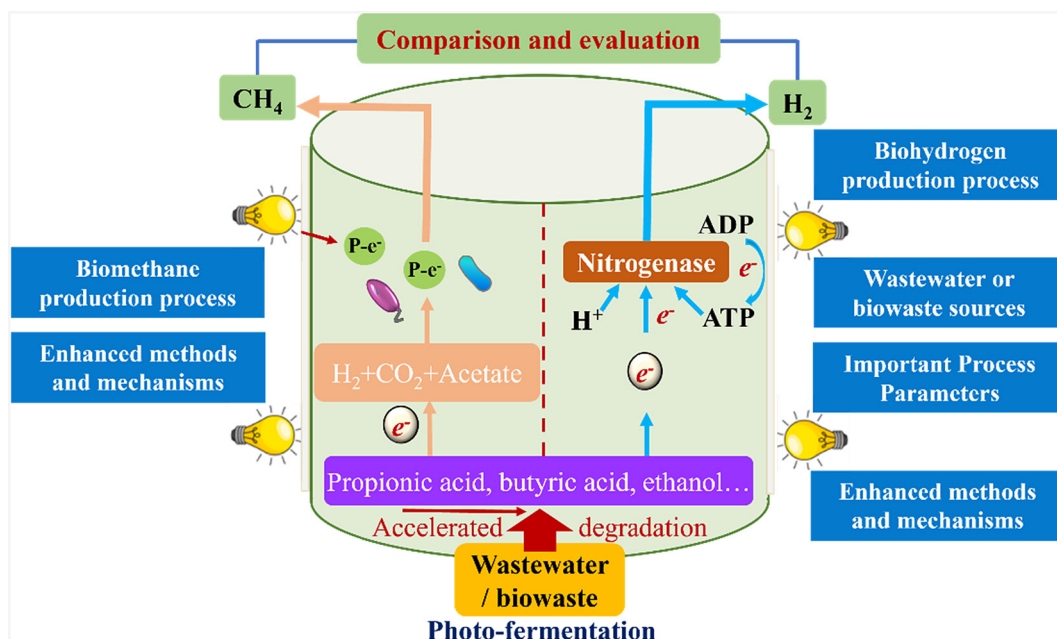 Comparison and evaluation
CH₄
H₂
Biohydrogen
production process
ADP
P-e⁻
P-e⁻
Nitrogenase
e⁻
Biomethane
production process
Wastewater or
biowaste sources
H⁺
e⁻
ATP
Enhanced methods
and mechanisms
H₂+CO₂+Acetate
e⁻
Important Process
Parameters
e⁻
Propionic acid, butyric acid, ethanol…
Enhanced methods
and mechanisms
Accelerated degradation
Wastewater
/ biowaste
Photo-fermentation